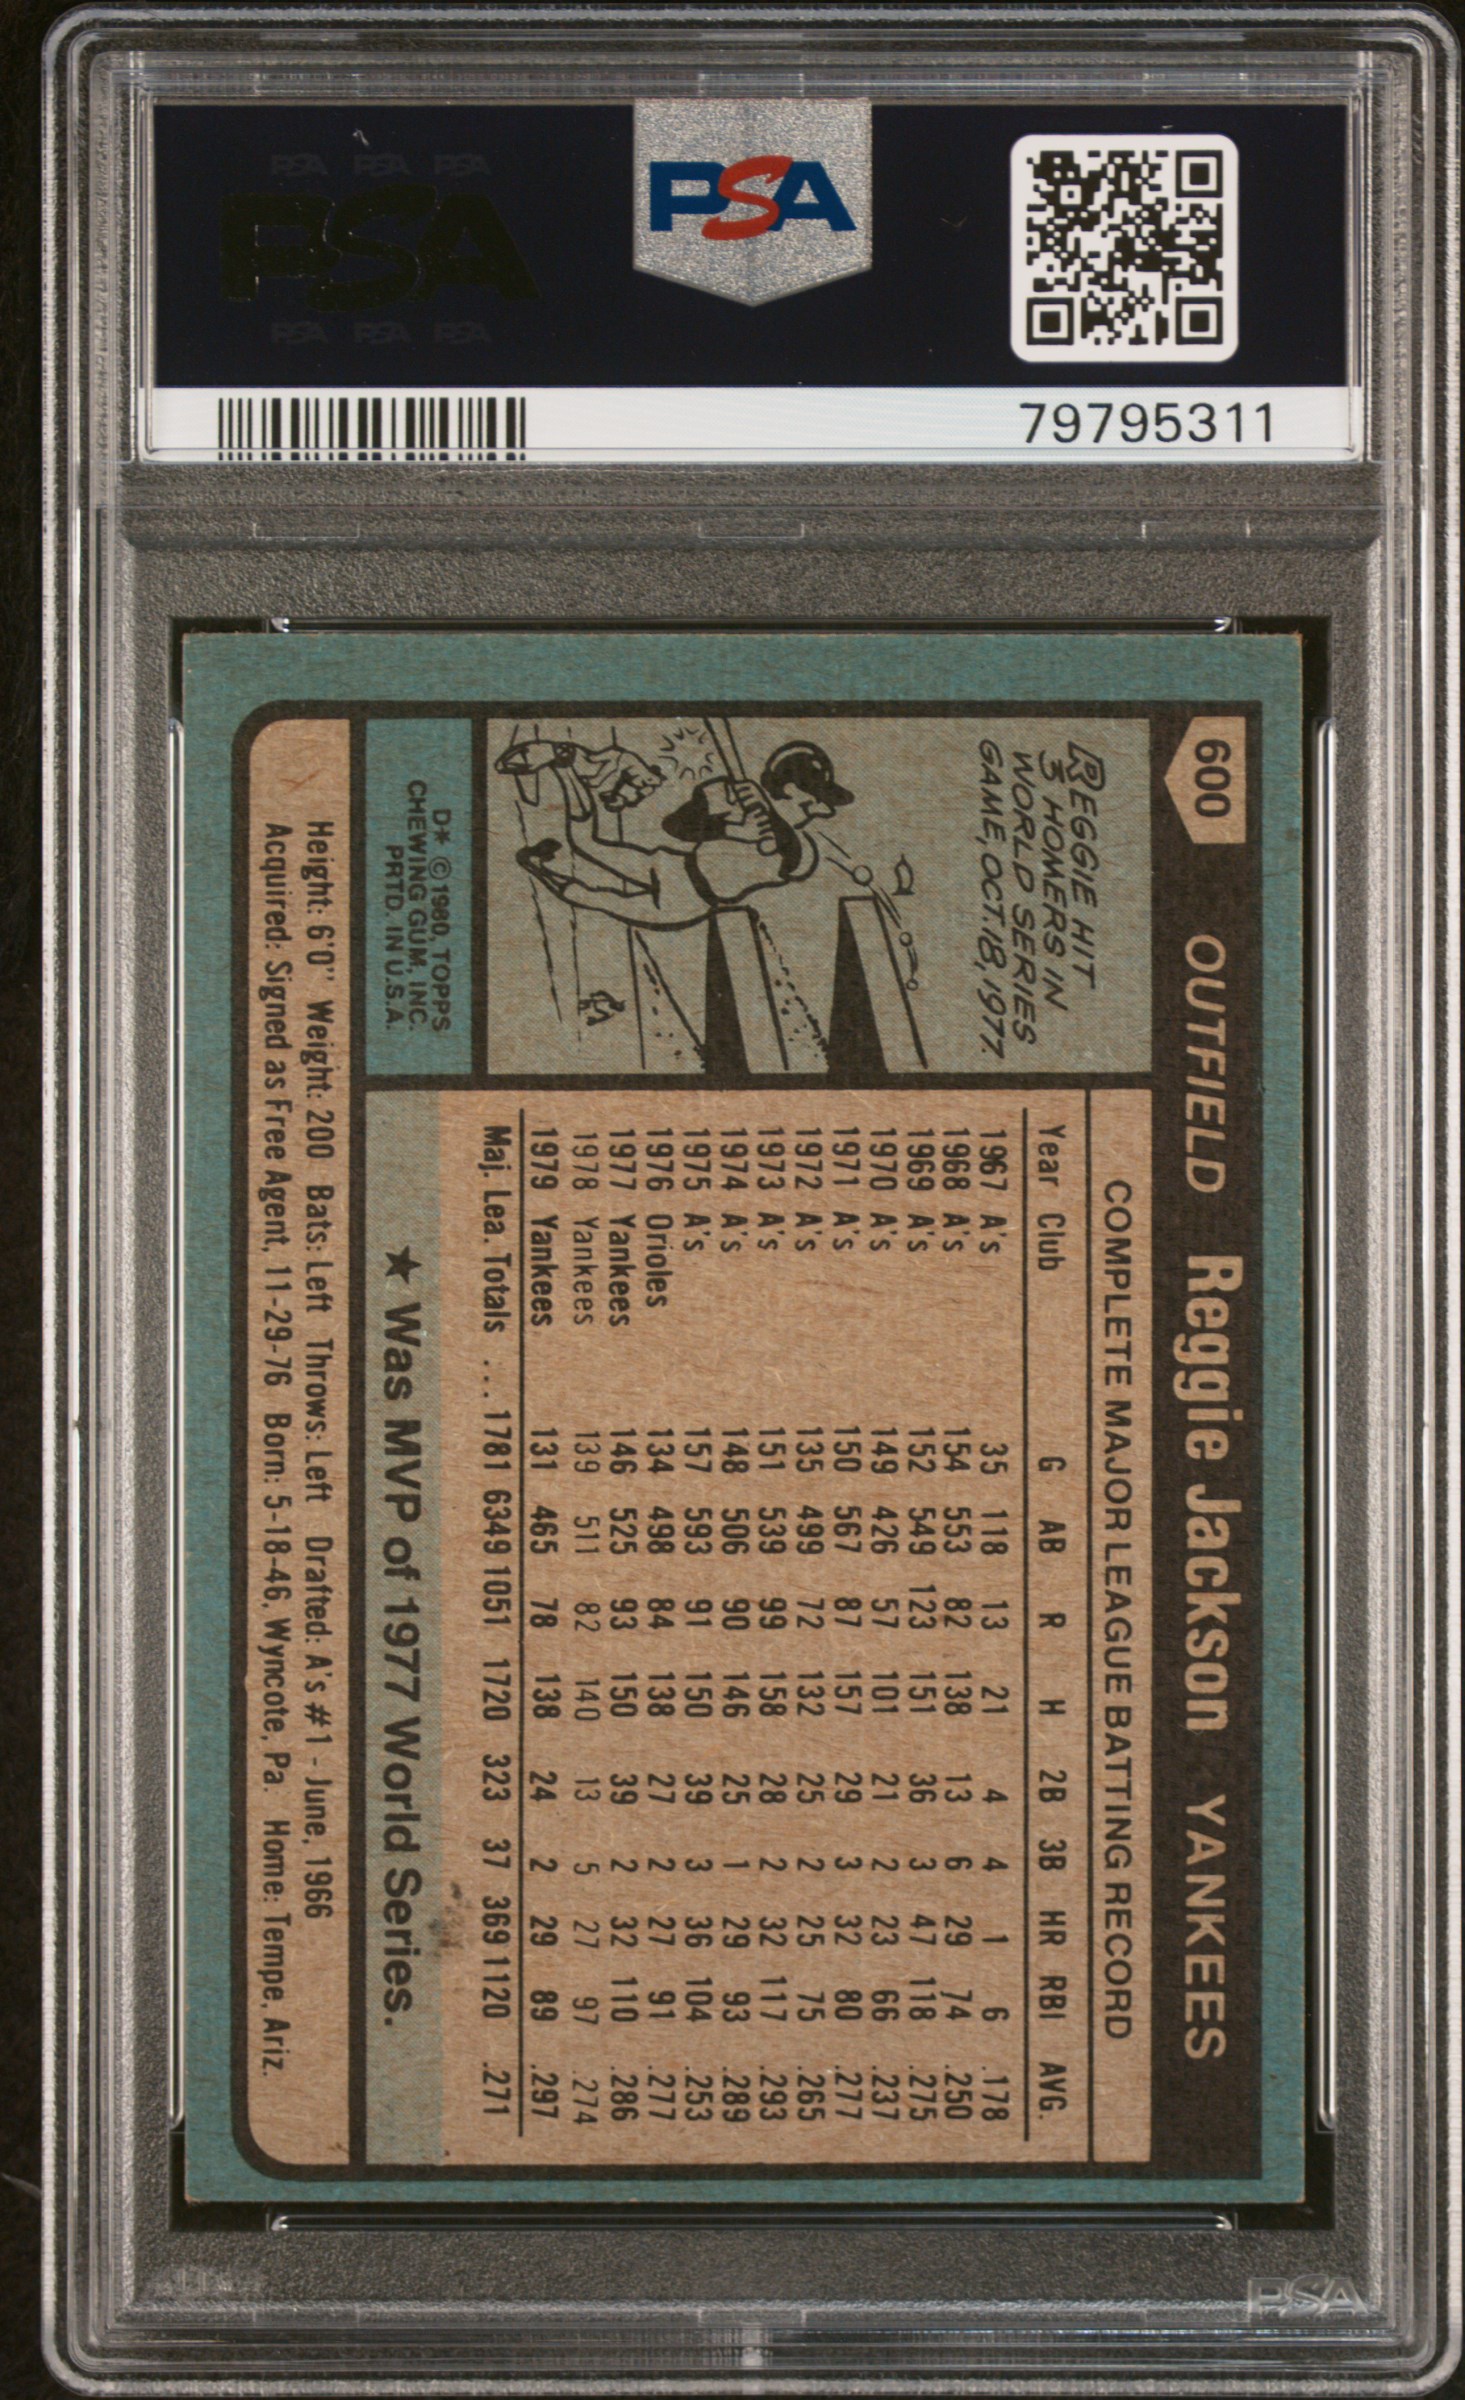 PSA PSA PSA
PSA
PSA PSA PSA
PSA
79795311
600 OUTFIELD Reggie Jackson YANKEES
REGGIE HIT
3 HOMERS IN
WORLD SERIES
GAME, OCT. 18, 1977.
D* © 1980, TOPPS
CHEWING GUM, INC.
PRTD. IN U.S.A.
COMPLETE MAJOR LEAGUE BATTING RECORD
Year Club G AB R H 2B 3B HR RBI AVG.
1967 A's 35 118 13 21 4 4 1 6 .178
1968 A's 154 553 82 138 13 6 29 74 .250
1969 A's 152 549 123 151 36 3 47 118 .275
1970 A's 149 426 57 101 21 2 23 66 .237
1971 A's 150 567 87 157 29 3 32 80 .277
1972 A's 135 499 72 132 25 2 25 75 .265
1973 A's 151 539 99 158 28 2 32 117 .293
1974 A's 148 506 90 146 25 1 29 93 .289
1975 A's 157 593 91 150 39 3 36 104 .253
1976 Orioles 134 498 84 138 27 2 27 91 .277
1977 Yankees 146 525 93 150 39 2 32 110 .286
1978 Yankees 139 511 82 140 13 5 27 97 .274
1979 Yankees 131 465 78 138 24 2 29 89 .297
Maj. Lea. Totals ... 1781 6349 1051 1720 323 37 369 1120 .271
★ Was MVP of 1977 World Series.
Height: 6'0" Weight: 200 Bats: Left Throws: Left Drafted: A's #1 - June, 1966
Acquired: Signed as Free Agent, 11-29-76 Born: 5-18-46, Wyncote, Pa. Home: Tempe, Ariz.
PSA